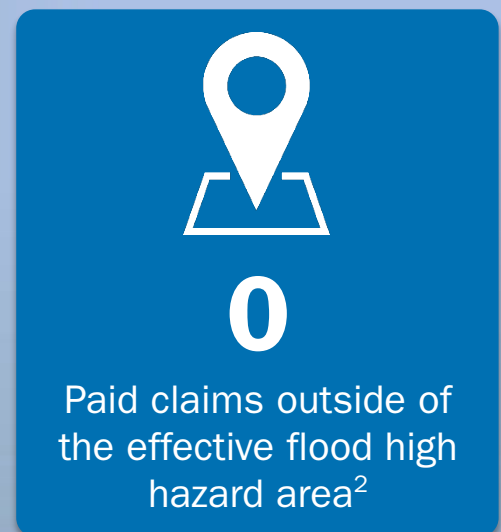 0
Paid claims outside of
the effective flood high
hazard area²